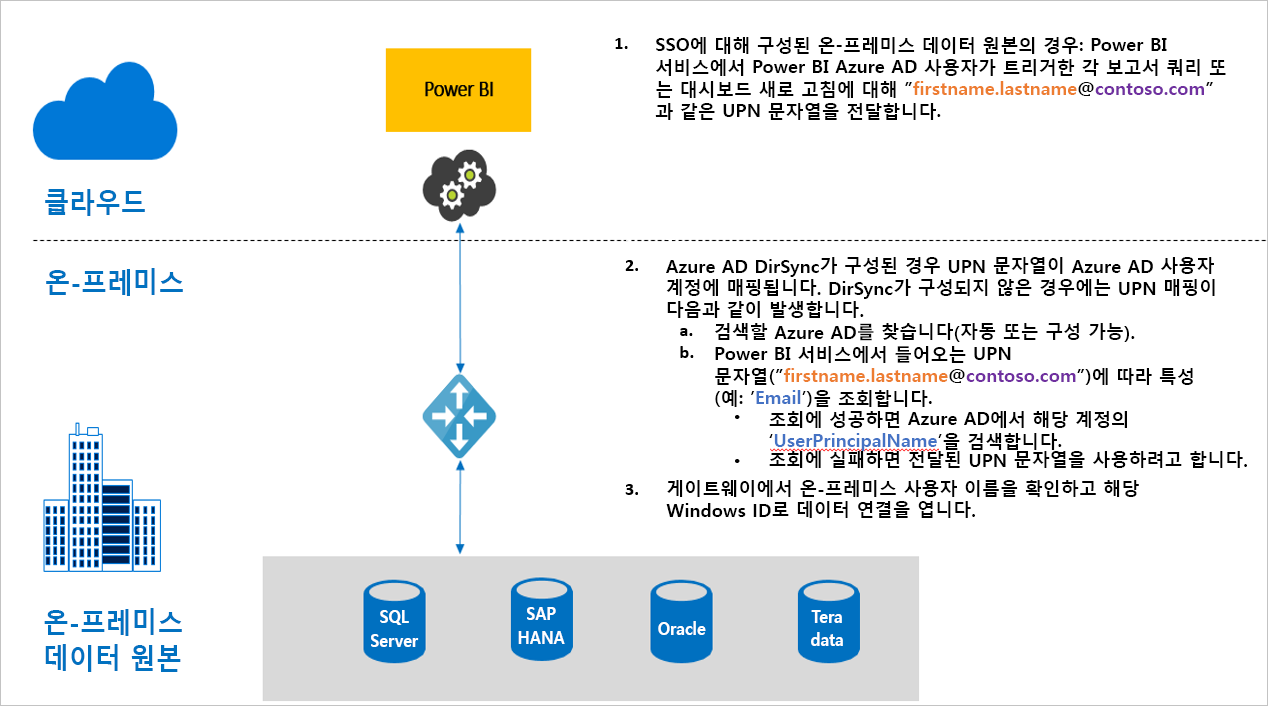 Power BI
클라우드
1. SSO에 대해 구성된 온-프레미스 데이터 원본의 경우: Power BI
서비스에서 Power BI Azure AD 사용자가 트리거한 각 보고서 쿼리 또
는 대시보드 새로 고침에 대해 ”firstname.lastname@contoso.com”
과 같은 UPN 문자열을 전달합니다.
온-프레미스
2. Azure AD DirSync가 구성된 경우 UPN 문자열이 Azure AD 사용자
계정에 매핑됩니다. DirSync가 구성되지 않은 경우에는 UPN 매핑이
다음과 같이 발생합니다.
a. 검색할 Azure AD를 찾습니다(자동 또는 구성 가능).
b. Power BI 서비스에서 들어오는 UPN
문자열(”firstname.lastname@contoso.com”)에 따라 특성
(예: ‘Email’)을 조회합니다.
• 조회에 성공하면 Azure AD에서 해당 계정의
‘UserPrincipalName’을 검색합니다.
• 조회에 실패하면 전달된 UPN 문자열을 사용하려고 합니다.
3. 게이트웨이에서 온-프레미스 사용자 이름을 확인하고 해당
Windows ID로 데이터 연결을 엽니다.
온-프레미스
데이터 원본
SQL
Server
SAP
HANA
Oracle
Tera
data